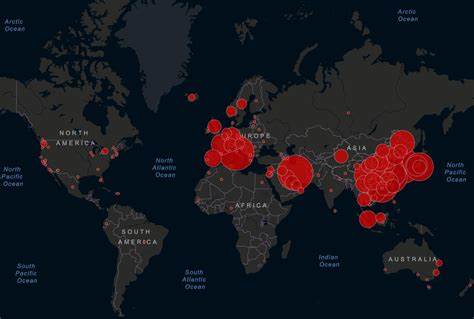 Arctic
Ocean
Arctic
Ocean
NORTH
AMERICA
EUROPE
ASIA
North
Pacific
Ocean
North
Atlantic
Ocean
North
Pacific
Ocean
AFRICA
SOUTH
AMERICA
Indian
Ocean
AUSTRALIA
South
Pacific
Ocean
South
Atlantic
Ocean